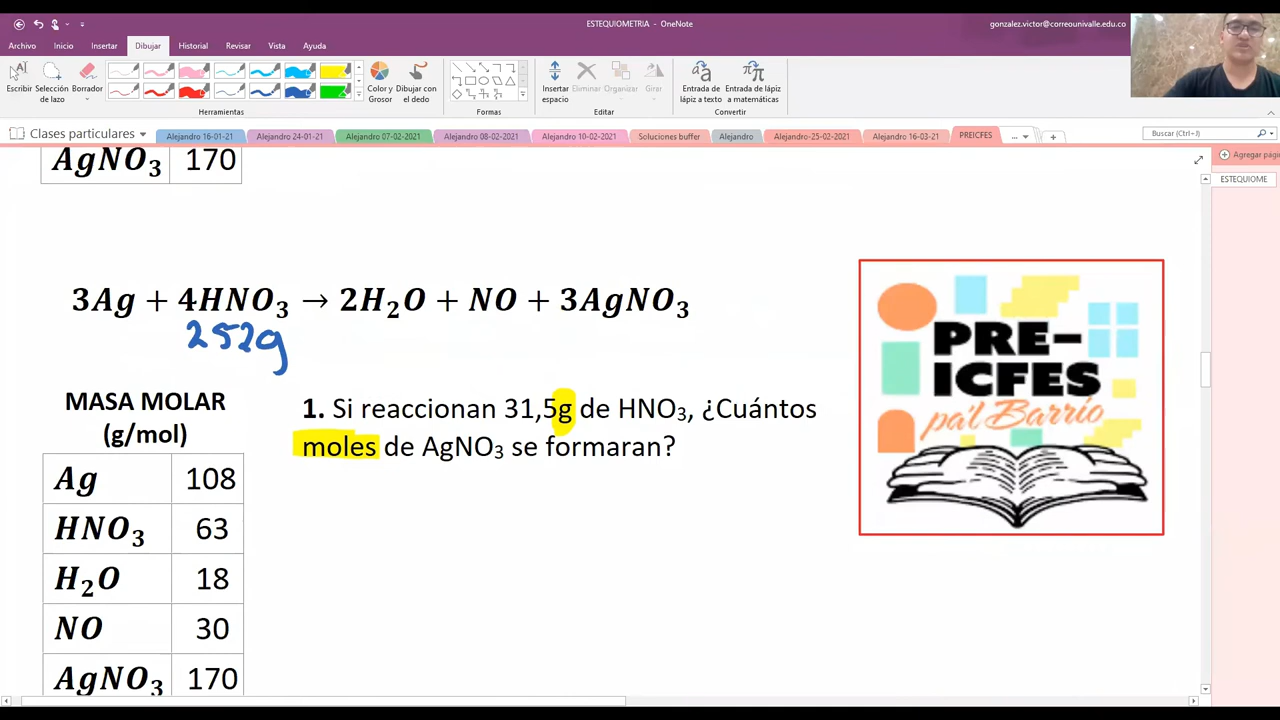 ESTEQUIOMETRIA - OneNote
gonzalez.victor@correounivalle.edu.co
Archivo Inicio Insertar Dibujar Historial Revisar Vista Ayuda
Escribir Selección de lazo Borrador Color y Grosor Dibujar con el dedo Insertar espacio Eliminar Organizar Girar Entrada de lápiz a texto Entrada de lápiz a matemáticas
Herramientas Formas Editar Convertir
Clases particulares Alejandro 16-01-21 Alejandro 24-01-21 Alejandro 07-02-2021 Alejandro 08-02-2021 Alejandro 10-02-2021 Soluciones buffer Alejandro Alejandro-25-02-2021 Alejandro 16-03-21 PREICFES ... Buscar (Ctrl+J)
Agregar pági
ESTEQUIOME
AgNO₃ 170
3Ag + 4HNO₃ → 2H₂O + NO + 3AgNO₃
252g
MASA MOLAR
(g/mol)
Ag 108
HNO₃ 63
H₂O 18
NO 30
AgNO₃ 170
1. Si reaccionan 31,5g de HNO₃, ¿Cuántos
moles de AgNO₃ se formaran?
PRE-
ICFES
pa'l Barrio